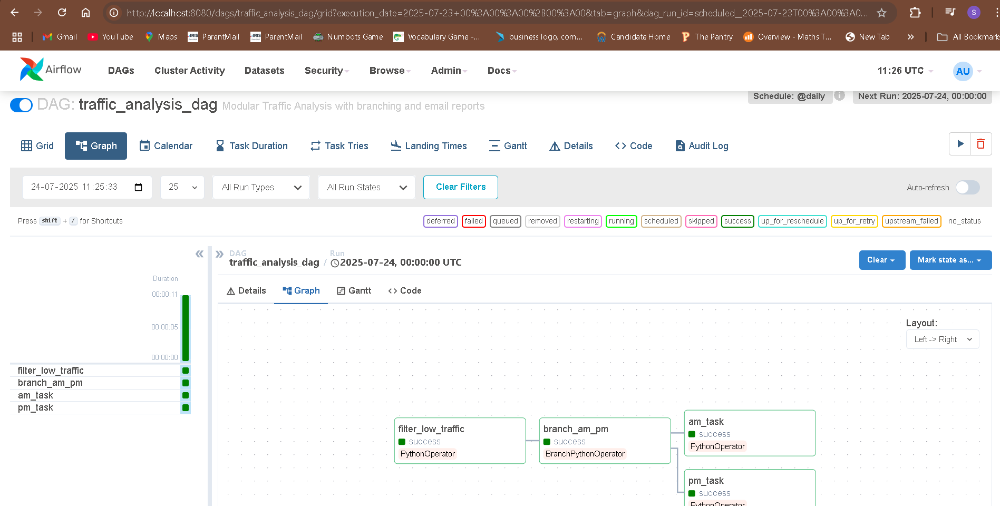 http://localhost:8080/dags/traffic_analysis_dag/grid?execution_date=2025-07-23+00%3A00%3A00%2B00%3A00&tab=graph&dag_run_id=scheduled__2025-07-23T00%3A00%3A0...
S
Gmail YouTube Maps ParentMail ParentMail Numbots Game Vocabulary Game -... business logo, com... Candidate Home The Pantry Overview - Maths T... New Tab » All Bookmark
Airflow DAGs Cluster Activity Datasets Security Browse Admin Docs 11:26 UTC AU
DAG: traffic_analysis_dag Modular Traffic Analysis with branching and email reports
Schedule: @daily Next Run: 2025-07-24, 00:00:00
Grid Graph Calendar Task Duration Task Tries Landing Times Gantt Details Code Audit Log
24-07-2025 11:25:33 25 All Run Types All Run States Clear Filters Auto-refresh
Press shift + / for Shortcuts
deferred failed queued removed restarting running scheduled skipped success up_for_reschedule up_for_retry upstream_failed no_status
DAG Run
traffic_analysis_dag / 2025-07-24, 00:00:00 UTC
Clear Mark state as...
Details Graph Gantt Code
Duration
00:00:11
00:00:05
00:00:00
filter_low_traffic
branch_am_pm
am_task
pm_task
Layout:
Left -> Right
filter_low_traffic
success
PythonOperator
branch_am_pm
success
BranchPythonOperator
am_task
success
PythonOperator
pm_task
success
PythonOperator